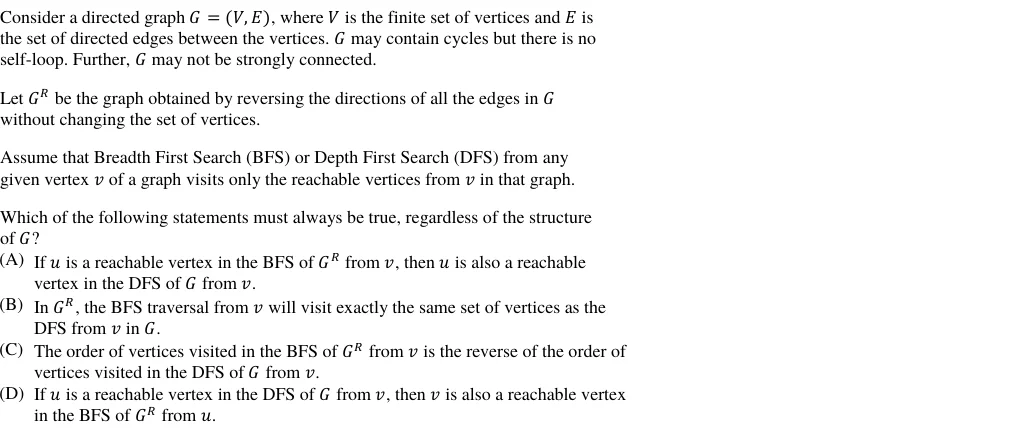 Consider a directed graph G = (V, E), where V is the finite set of vertices and E is
the set of directed edges between the vertices. G may contain cycles but there is no
self-loop. Further, G may not be strongly connected.
Let G^R be the graph obtained by reversing the directions of all the edges in G
without changing the set of vertices.
Assume that Breadth First Search (BFS) or Depth First Search (DFS) from any
given vertex v of a graph visits only the reachable vertices from v in that graph.
Which of the following statements must always be true, regardless of the structure
of G?
(A) If u is a reachable vertex in the BFS of G^R from v, then u is also a reachable
vertex in the DFS of G from v.
(B) In G^R, the BFS traversal from v will visit exactly the same set of vertices as the
DFS from v in G.
(C) The order of vertices visited in the BFS of G^R from v is the reverse of the order of
vertices visited in the DFS of G from v.
(D) If u is a reachable vertex in the DFS of G from v, then v is also a reachable vertex
in the BFS of G^R from u.